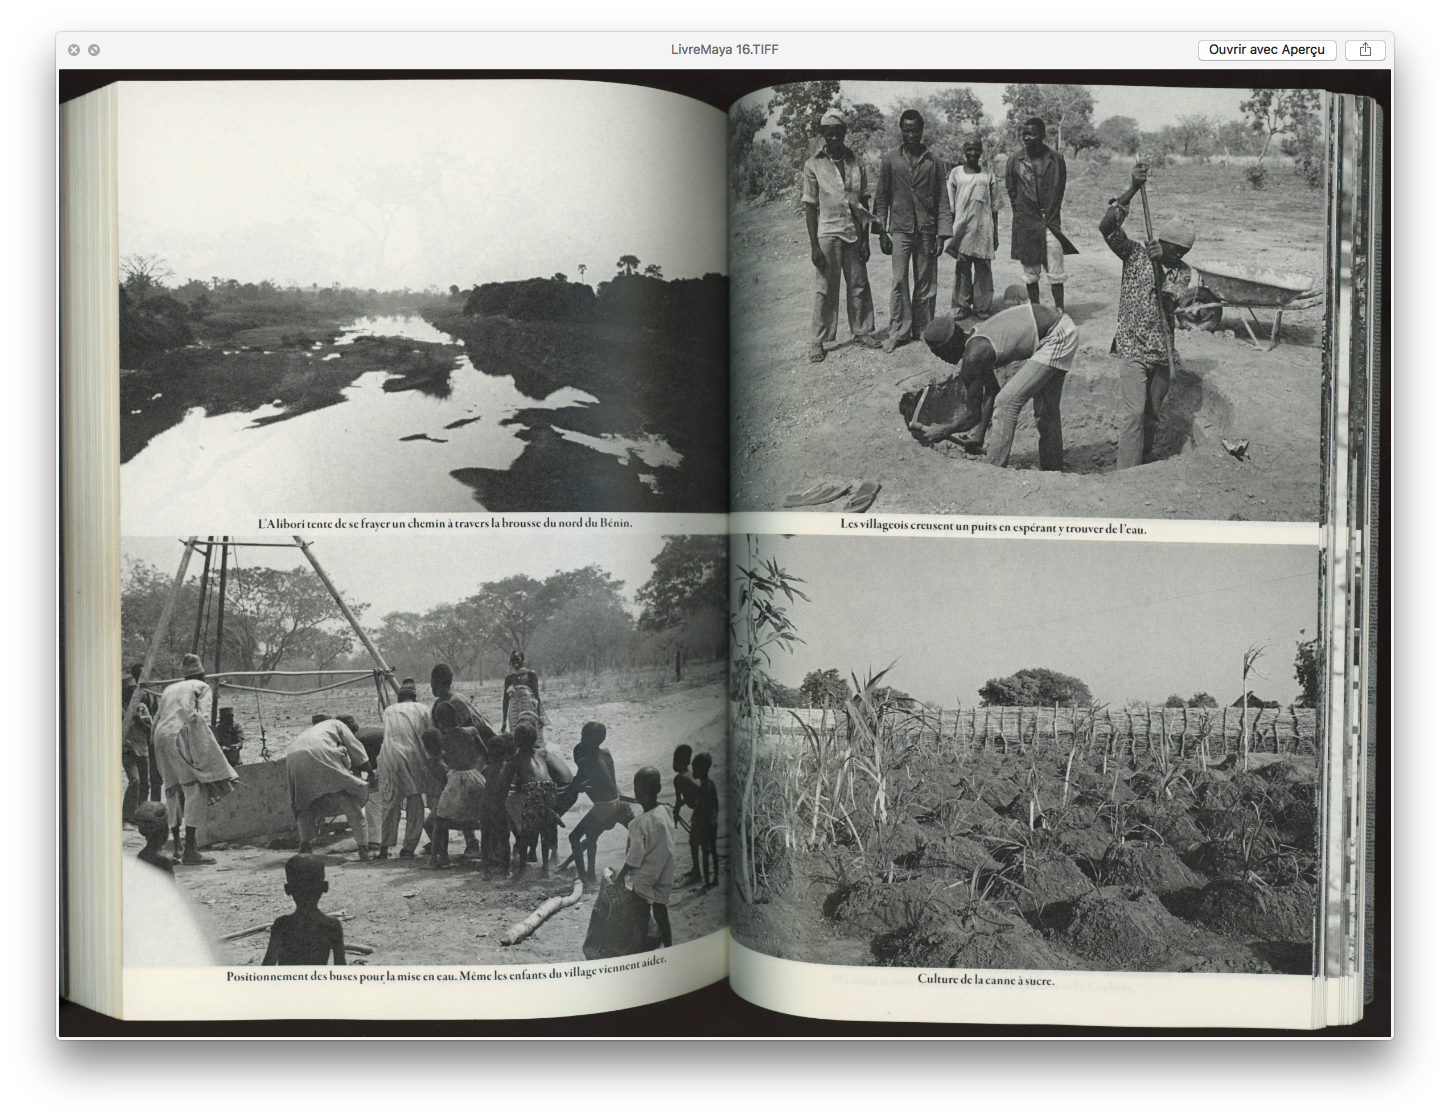 LivreMaya 16.TIFF
Ouvrir avec Aperçu
L'Alibori tente de se frayer un chemin à travers la brousse du nord du Bénin.
Les villageois creusent un puits en espérant y trouver de l'eau.
Positionnement des buses pour la mise en eau. Même les enfants du village viennent aider.
Culture de la canne à sucre.